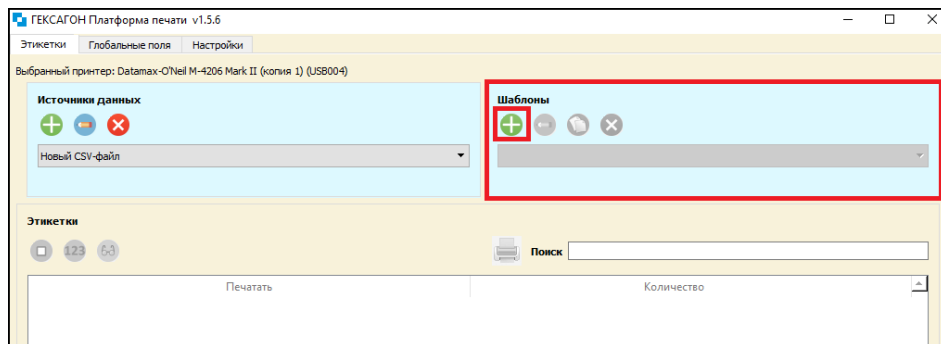 ГЕКСАГОН Платформа печати v1.5.6
Этикетки Глобальные поля Настройки
Выбранный принтер: Datamax-O'Neil M-4206 Mark II (копия 1) (USB004)
Источники данных
Новый CSV-файл
Шаблоны
Этикетки
123
Поиск
Печатать Количество